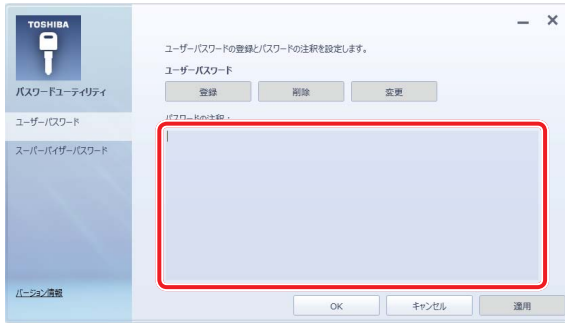 TOSHIBA
パスワードユーティリティ
ユーザーパスワード
スーパーバイザーパスワード
バージョン情報
ユーザーパスワードの登録とパスワードの注釈を設定します。
ユーザーパスワード
登録 削除 変更
パスワードの注釈：
OK キャンセル 適用